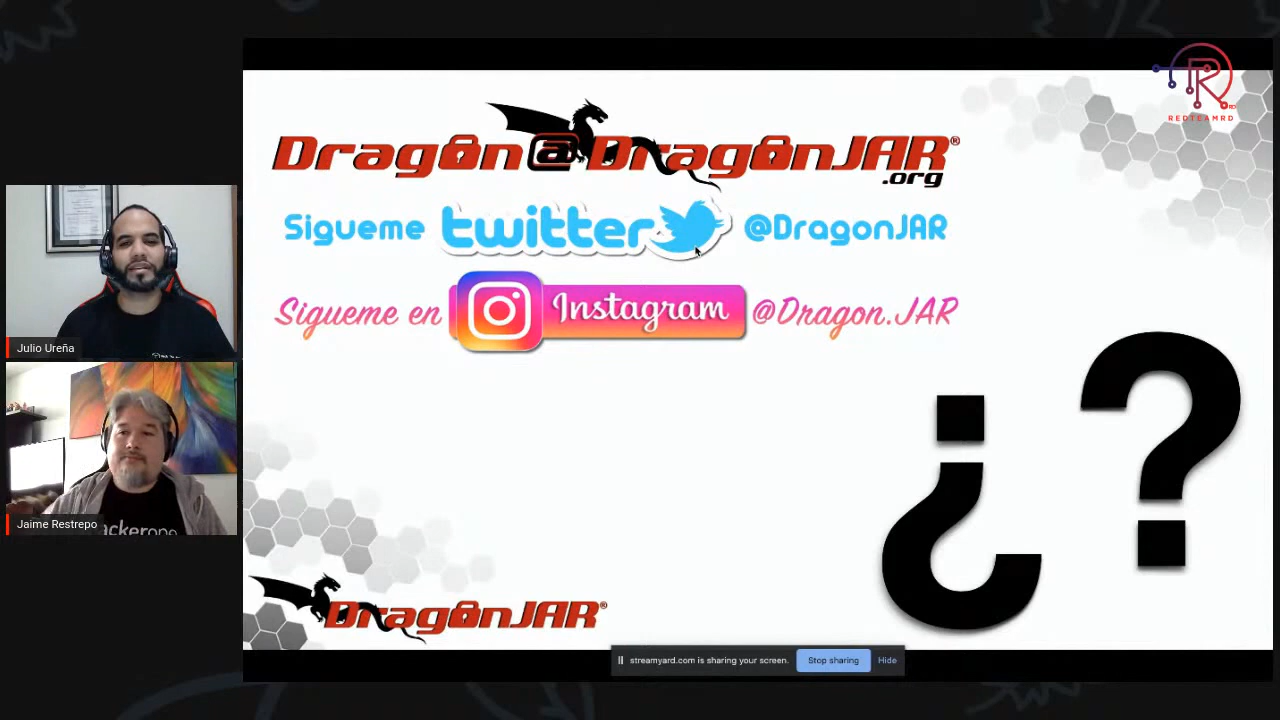 REDTEAMRD
Dragon@DragonJAR®
.org
Sigueme twitter @DragonJAR
Sigueme en Instagram @Dragon.JAR
¿?
Julio Ureña
ackerone
Jaime Restrepo
DragonJAR®
streamyard.com is sharing your screen. Stop sharing Hide